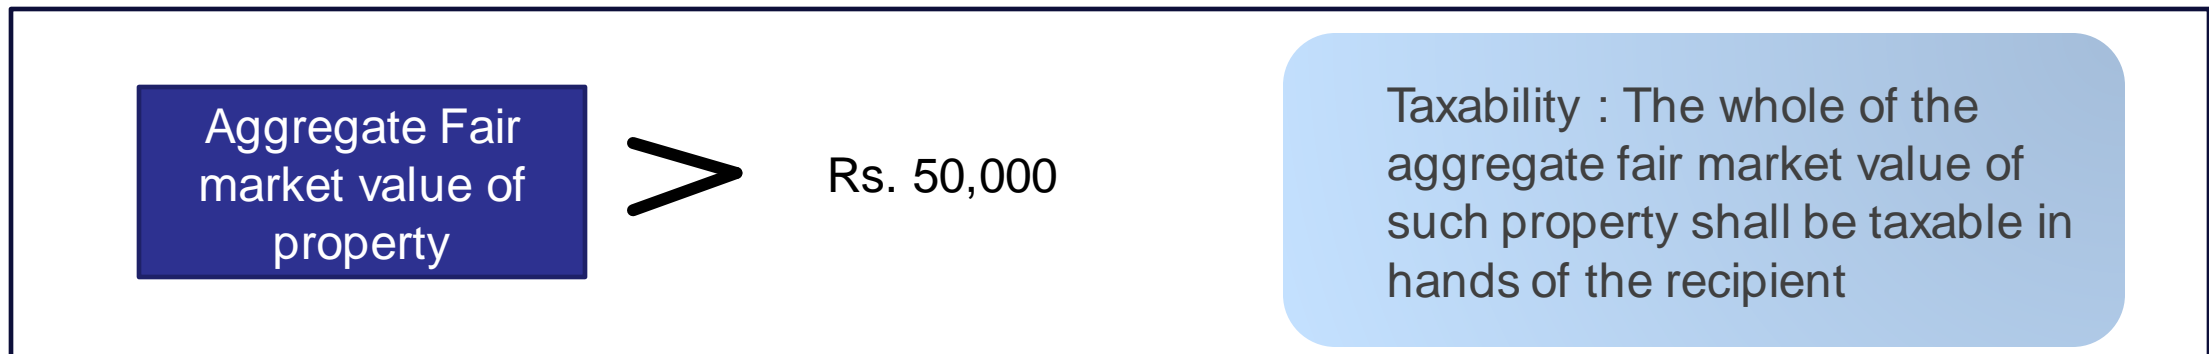 Aggregate Fair
market value of
property
>
Rs. 50,000
Taxability : The whole of the
aggregate fair market value of
such property shall be taxable in
hands of the recipient